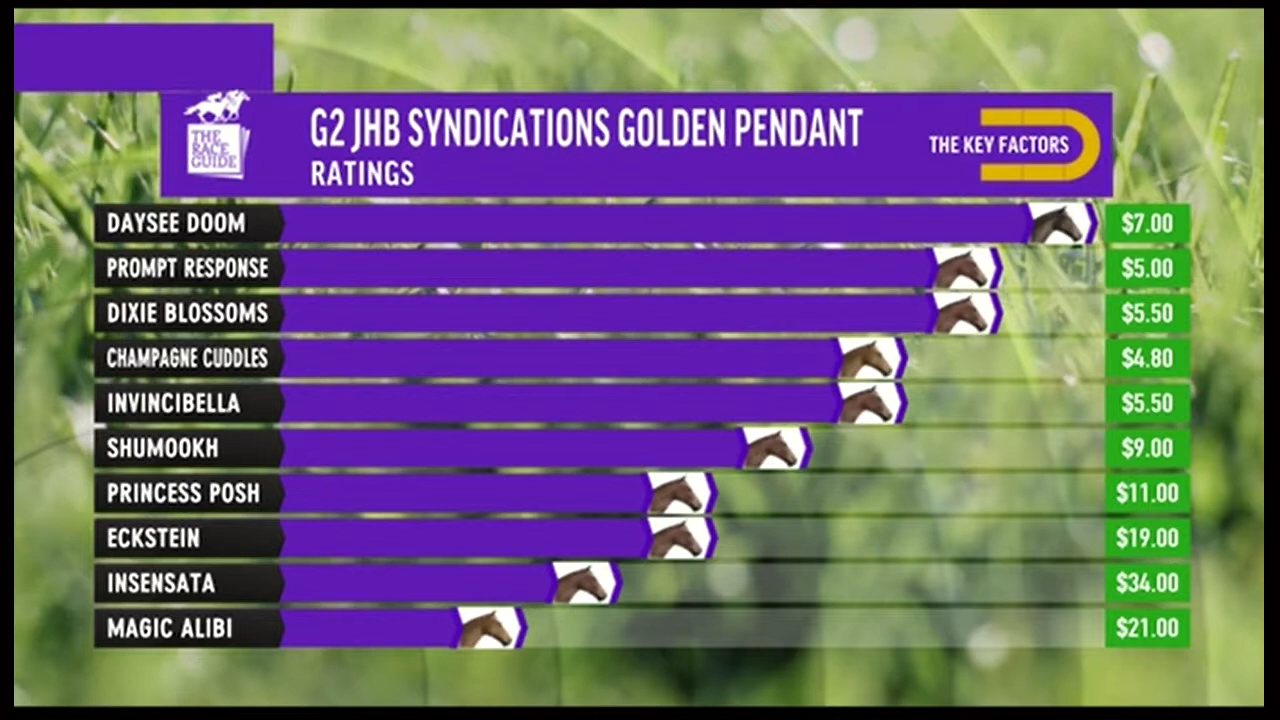 THE
RACE
GUIDE
G2 JHB SYNDICATIONS GOLDEN PENDANT
RATINGS
THE KEY FACTORS
DAYSEE DOOM $7.00
PROMPT RESPONSE $5.00
DIXIE BLOSSOMS $5.50
CHAMPAGNE CUDDLES $4.80
INVINCIBELLA $5.50
SHUMOOKH $9.00
PRINCESS POSH $11.00
ECKSTEIN $19.00
INSENSATA $34.00
MAGIC ALIBI $21.00